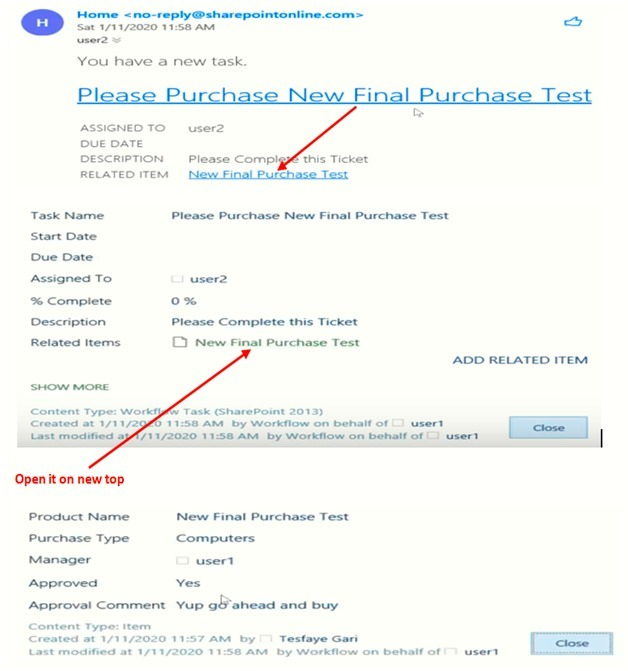 H
Home <no-reply@sharepointonline.com>
Sat 1/11/2020 11:58 AM
user2
You have a new task.
Please Purchase New Final Purchase Test
ASSIGNED TO user2
DUE DATE
DESCRIPTION Please Complete this Ticket
RELATED ITEM New Final Purchase Test
Task Name Please Purchase New Final Purchase Test
Start Date
Due Date
Assigned To user2
% Complete 0 %
Description Please Complete this Ticket
Related Items New Final Purchase Test
ADD RELATED ITEM
SHOW MORE
Content Type: Workflow Task (SharePoint 2013)
Created at 1/11/2020 11:58 AM by Workflow on behalf of user1
Last modified at 1/11/2020 11:58 AM by Workflow on behalf of user1
Close
Open it on new top
Product Name New Final Purchase Test
Purchase Type Computers
Manager user1
Approved Yes
Approval Comment Yup go ahead and buy
Content Type: Item
Created at 1/11/2020 11:57 AM by Tesfaye Gari
Last modified at 1/11/2020 11:58 AM by Workflow on behalf of user1
Close